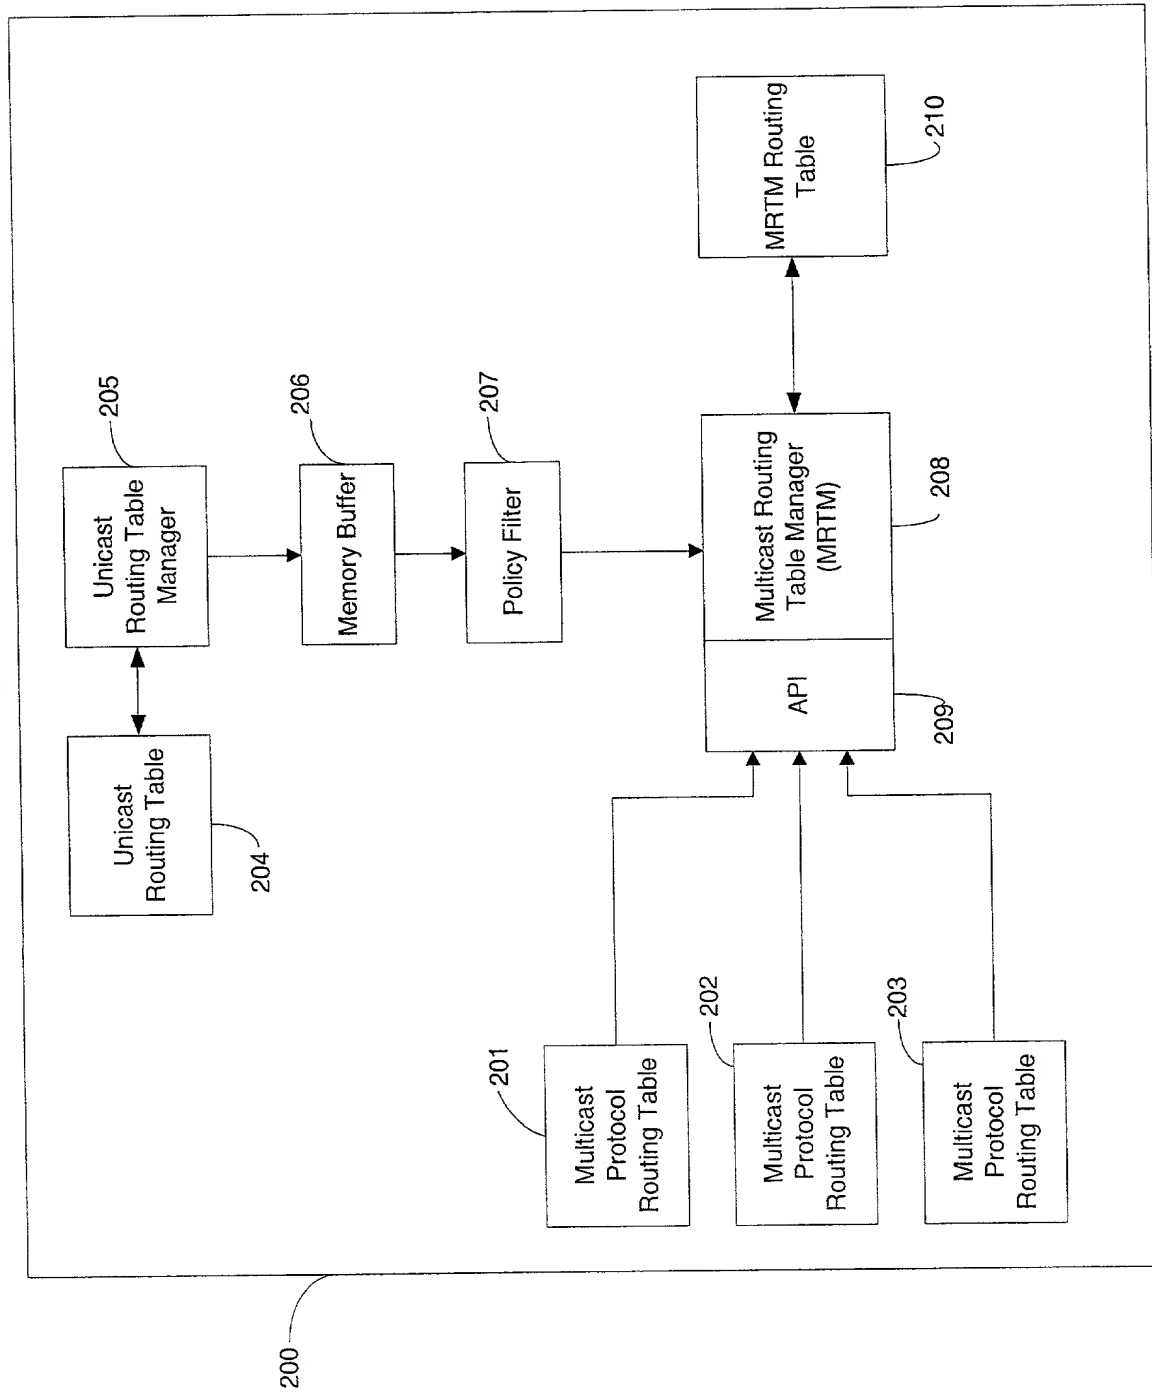 200
Unicast
Routing Table
204
Unicast
Routing Table
Manager
205
Memory Buffer
206
Policy Filter
207
Multicast
Protocol
Routing Table
201
Multicast
Protocol
Routing Table
202
Multicast
Protocol
Routing Table
203
API
209
Multicast Routing
Table Manager
(MRTM)
208
MRTM Routing
Table
210